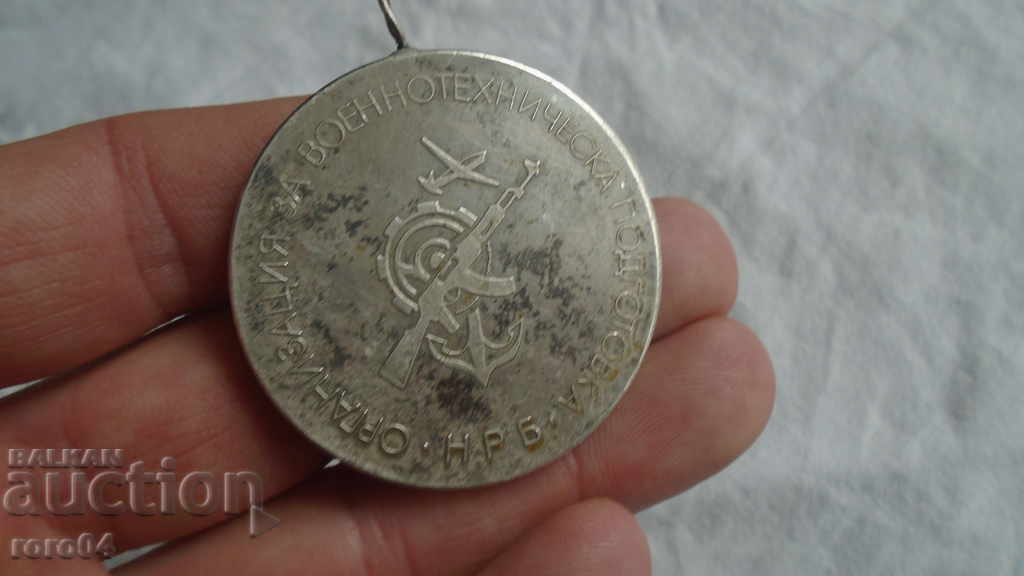 ОРГАНИЗАЦИЯ ЗА ВОЕННОТЕХНИЧЕСКА ПОДГОТОВКА · НРБ ·
BALKAN
auction
roro04